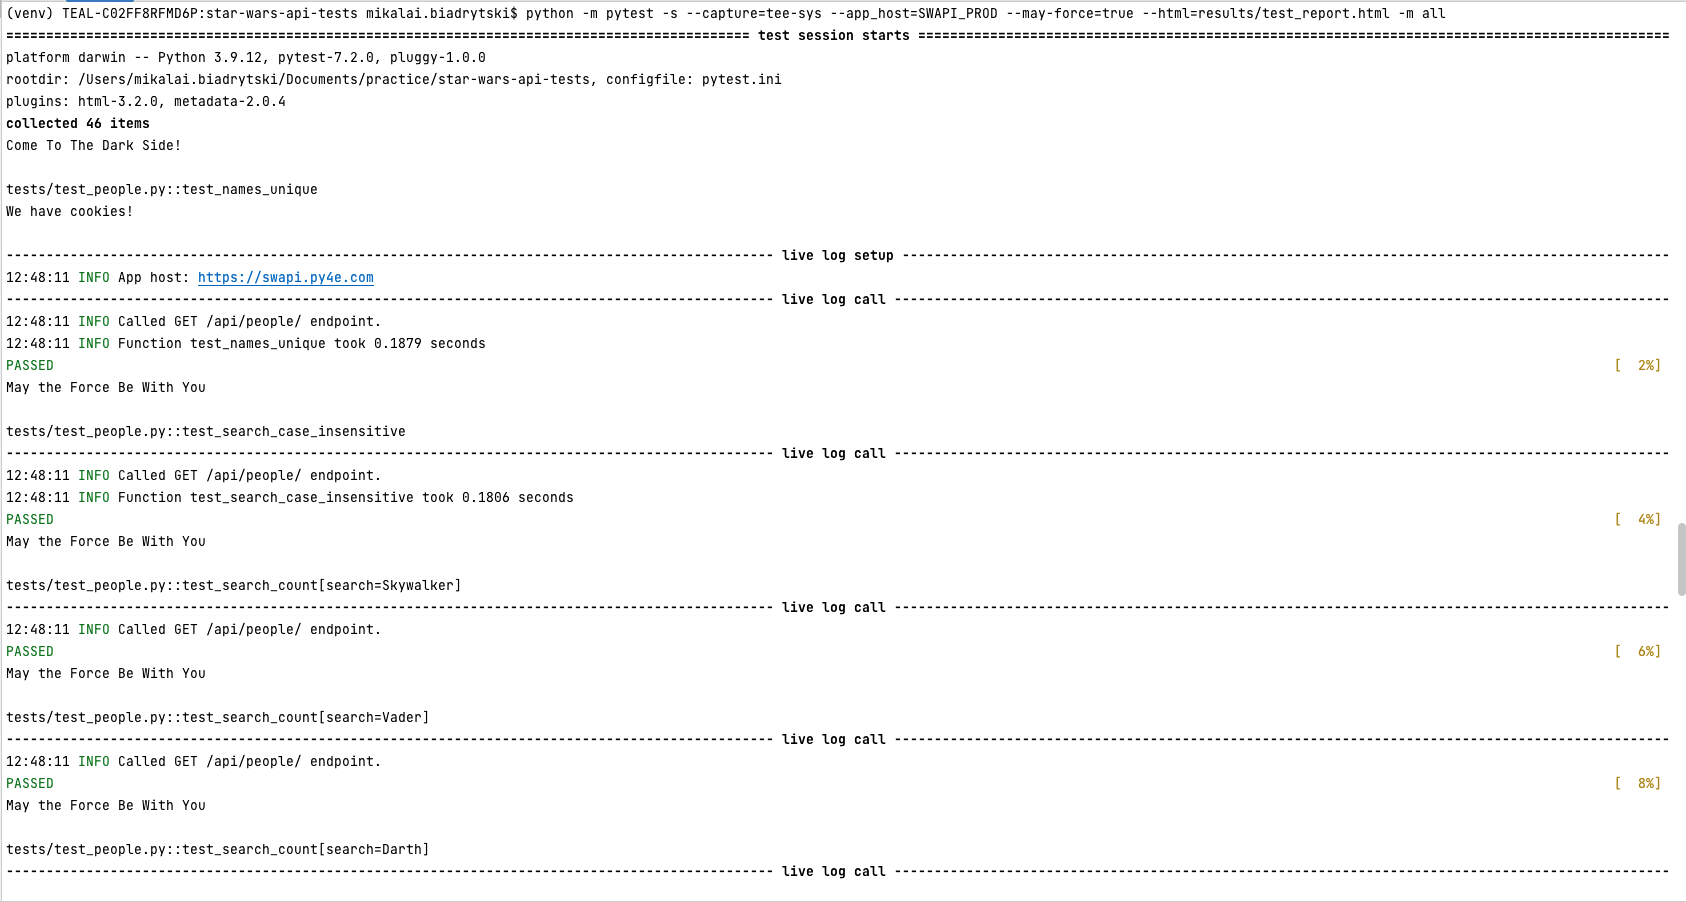 (venv) TEAL-C02FF8RFMD6P:star-wars-api-tests mikalai.biadrytski$ python -m pytest -s --capture=tee-sys --app_host=SWAPI_PROD --may-force=true --html=results/test_report.html -m all
============================================================================================= test session starts ==============================================================================================
platform darwin -- Python 3.9.12, pytest-7.2.0, pluggy-1.0.0
rootdir: /Users/mikalai.biadrytski/Documents/practice/star-wars-api-tests, configfile: pytest.ini
plugins: html-3.2.0, metadata-2.0.4
collected 46 items
Come To The Dark Side!
tests/test_people.py::test_names_unique
We have cookies!
------------------------------------------------------------------------------------------------ live log setup ------------------------------------------------------------------------------------------------
12:48:11 INFO App host: https://swapi.py4e.com
------------------------------------------------------------------------------------------------ live log call -------------------------------------------------------------------------------------------------
12:48:11 INFO Called GET /api/people/ endpoint.
12:48:11 INFO Function test_names_unique took 0.1879 seconds
PASSED [  2%]
May the Force Be With You
tests/test_people.py::test_search_case_insensitive
------------------------------------------------------------------------------------------------ live log call -------------------------------------------------------------------------------------------------
12:48:11 INFO Called GET /api/people/ endpoint.
12:48:11 INFO Function test_search_case_insensitive took 0.1806 seconds
PASSED [  4%]
May the Force Be With You
tests/test_people.py::test_search_count[search=Skywalker]
------------------------------------------------------------------------------------------------ live log call -------------------------------------------------------------------------------------------------
12:48:11 INFO Called GET /api/people/ endpoint.
PASSED [  6%]
May the Force Be With You
tests/test_people.py::test_search_count[search=Vader]
------------------------------------------------------------------------------------------------ live log call -------------------------------------------------------------------------------------------------
12:48:11 INFO Called GET /api/people/ endpoint.
PASSED [  8%]
May the Force Be With You
tests/test_people.py::test_search_count[search=Darth]
------------------------------------------------------------------------------------------------ live log call -------------------------------------------------------------------------------------------------